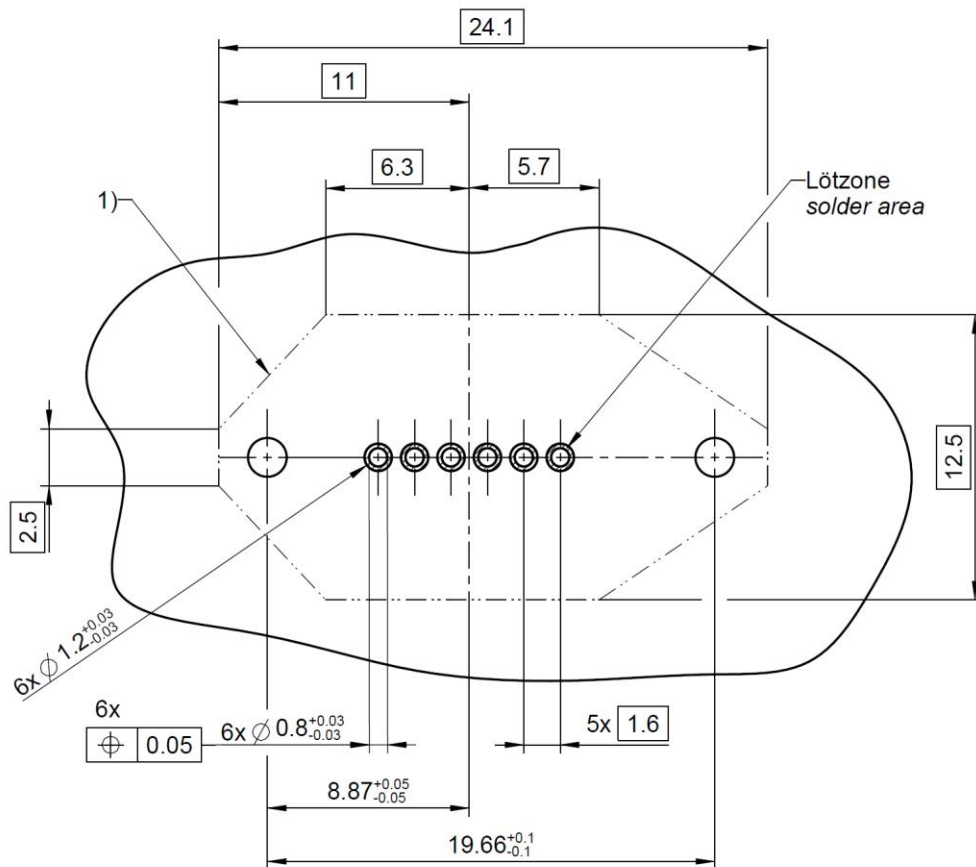 24.1
11
6.3
5.7
1)
Lötzone
solder area
12.5
2.5
6x ⌀ 1.2 +0.03 -0.03
6x
⌖ 0.05
6x ⌀ 0.8 +0.03 -0.03
5x 1.6
8.87 +0.05 -0.05
19.66 +0.1 -0.1